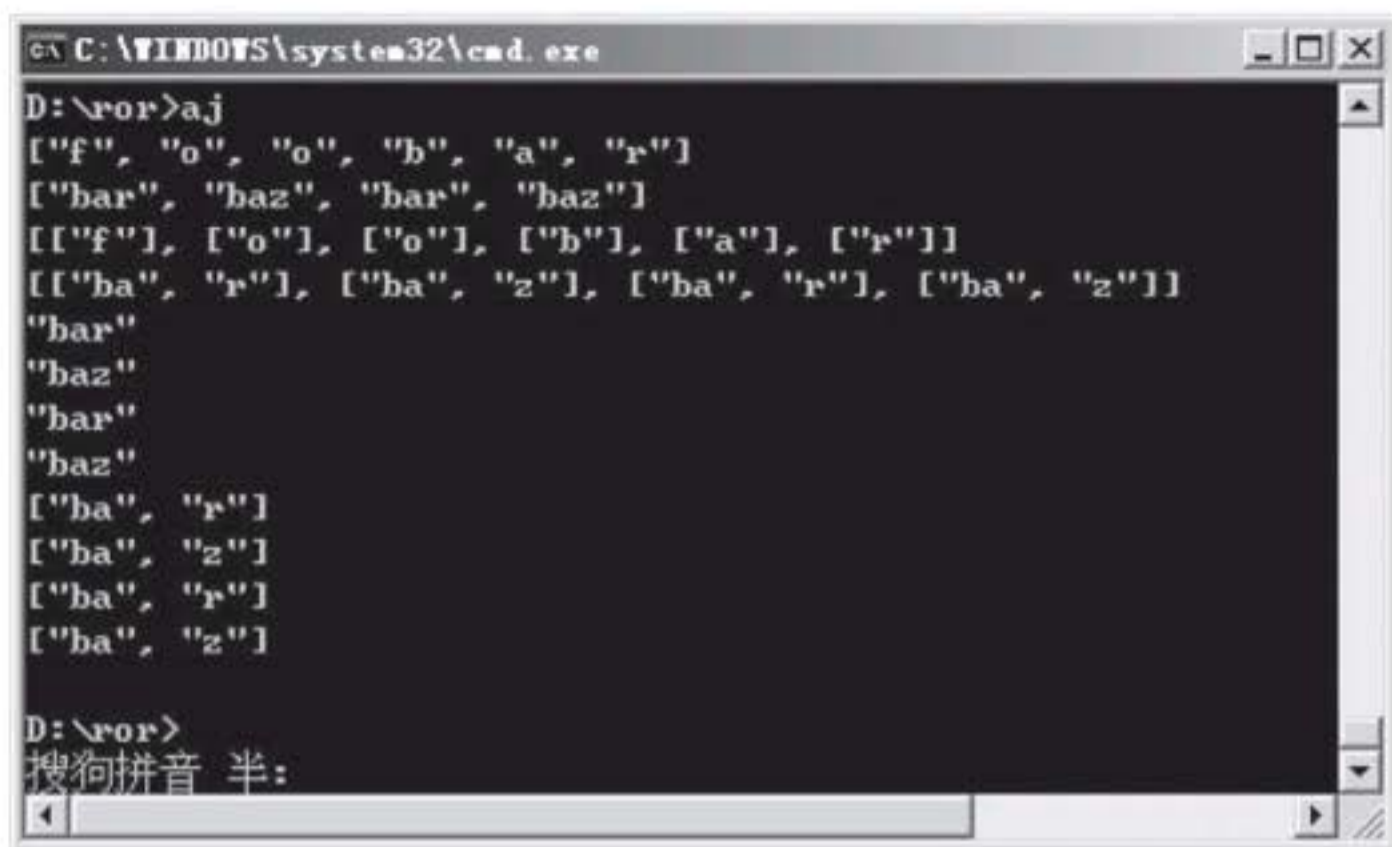 C:\WINDOWS\system32\cmd.exe
D:\ror>aj
["f", "o", "o", "b", "a", "r"]
["bar", "baz", "bar", "baz"]
[["f"], ["o"], ["o"], ["b"], ["a"], ["r"]]
[["ba", "r"], ["ba", "z"], ["ba", "r"], ["ba", "z"]]
"bar"
"baz"
"bar"
"baz"
["ba", "r"]
["ba", "z"]
["ba", "r"]
["ba", "z"]
D:\ror>
搜狗拼音 半: